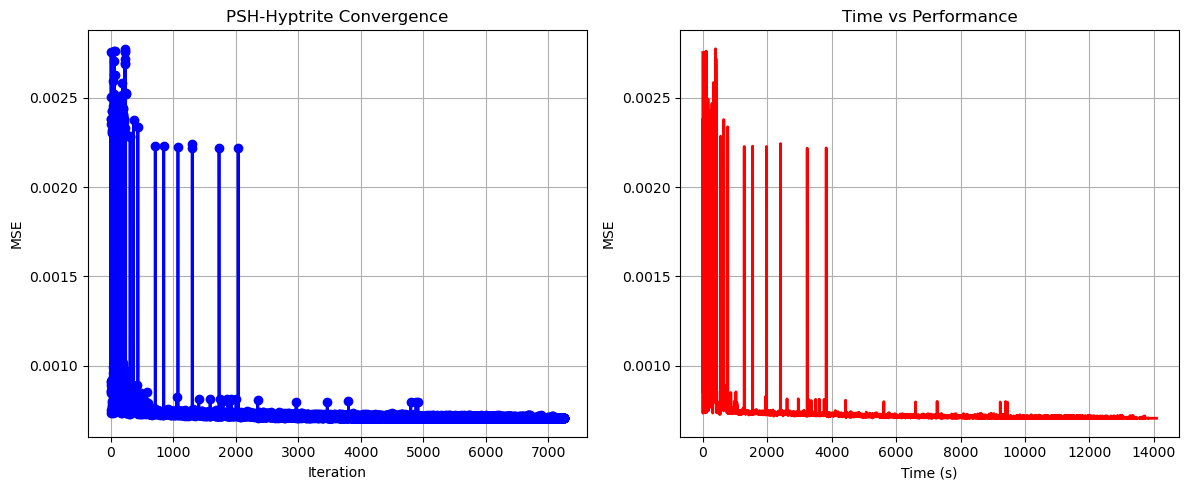 PSH-Hyptrite Convergence
MSE
0.0025
0.0020
0.0015
0.0010
0 1000 2000 3000 4000 5000 6000 7000
Iteration
Time vs Performance
MSE
0.0025
0.0020
0.0015
0.0010
0 2000 4000 6000 8000 10000 12000 14000
Time (s)